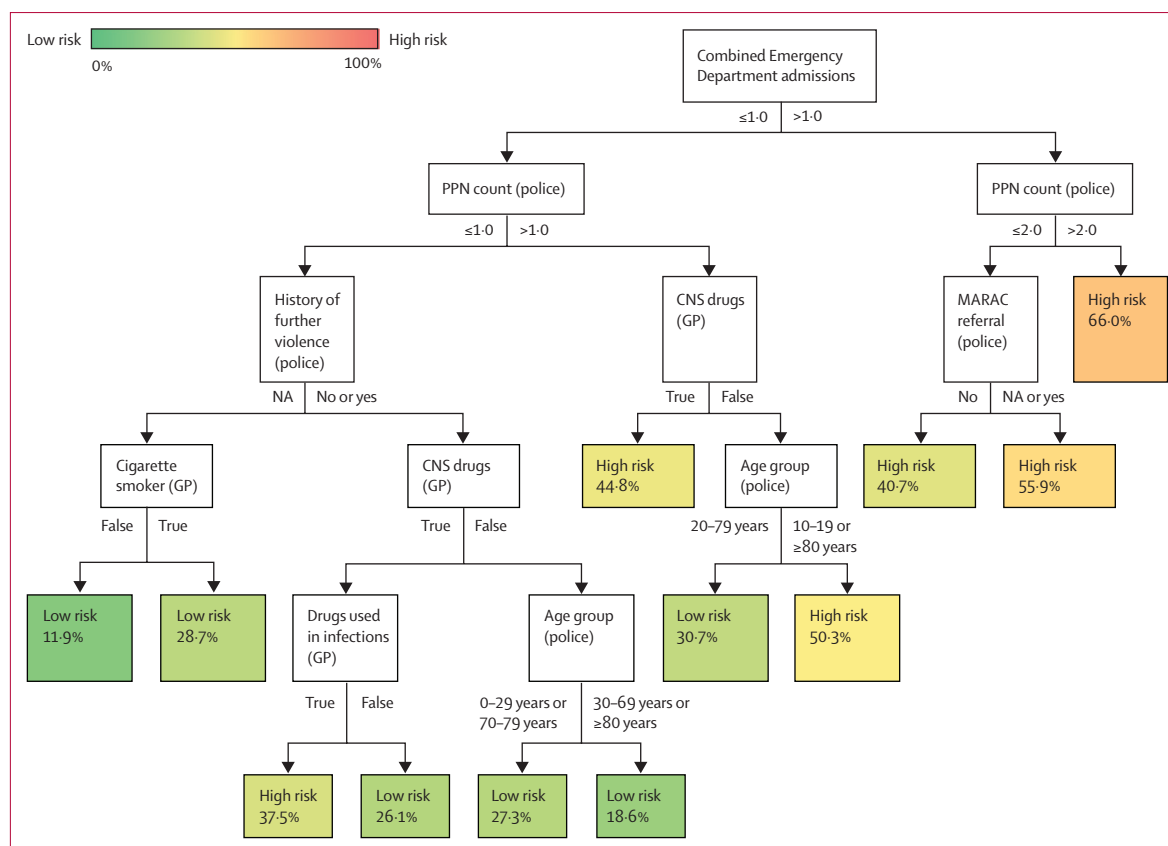 Low risk
High risk
0%
100%
Combined Emergency
Department admissions
≤1·0
>1·0
PPN count (police)
PPN count (police)
≤1·0
>1·0
≤2·0
>2·0
History of
further
violence
(police)
CNS drugs
(GP)
MARAC
referral
(police)
High risk
66·0%
NA
No or yes
True
False
No
NA or yes
Cigarette
smoker (GP)
CNS drugs
(GP)
High risk
44·8%
Age group
(police)
High risk
40·7%
High risk
55·9%
False
True
True
False
20–79 years
10–19 or
≥80 years
Low risk
11·9%
Low risk
28·7%
Drugs used
in infections
(GP)
Age group
(police)
Low risk
30·7%
High risk
50·3%
True
False
0–29 years or
70–79 years
30–69 years or
≥80 years
High risk
37·5%
Low risk
26·1%
Low risk
27·3%
Low risk
18·6%